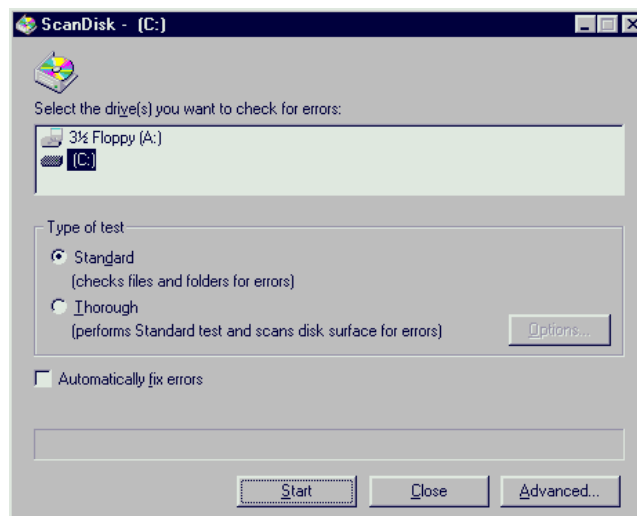 ScanDisk - (C:)
Select the drive(s) you want to check for errors:
3½ Floppy (A:)
(C:)
Type of test
Standard
(checks files and folders for errors)
Thorough
(performs Standard test and scans disk surface for errors)
Options...
Automatically fix errors
Start
Close
Advanced...